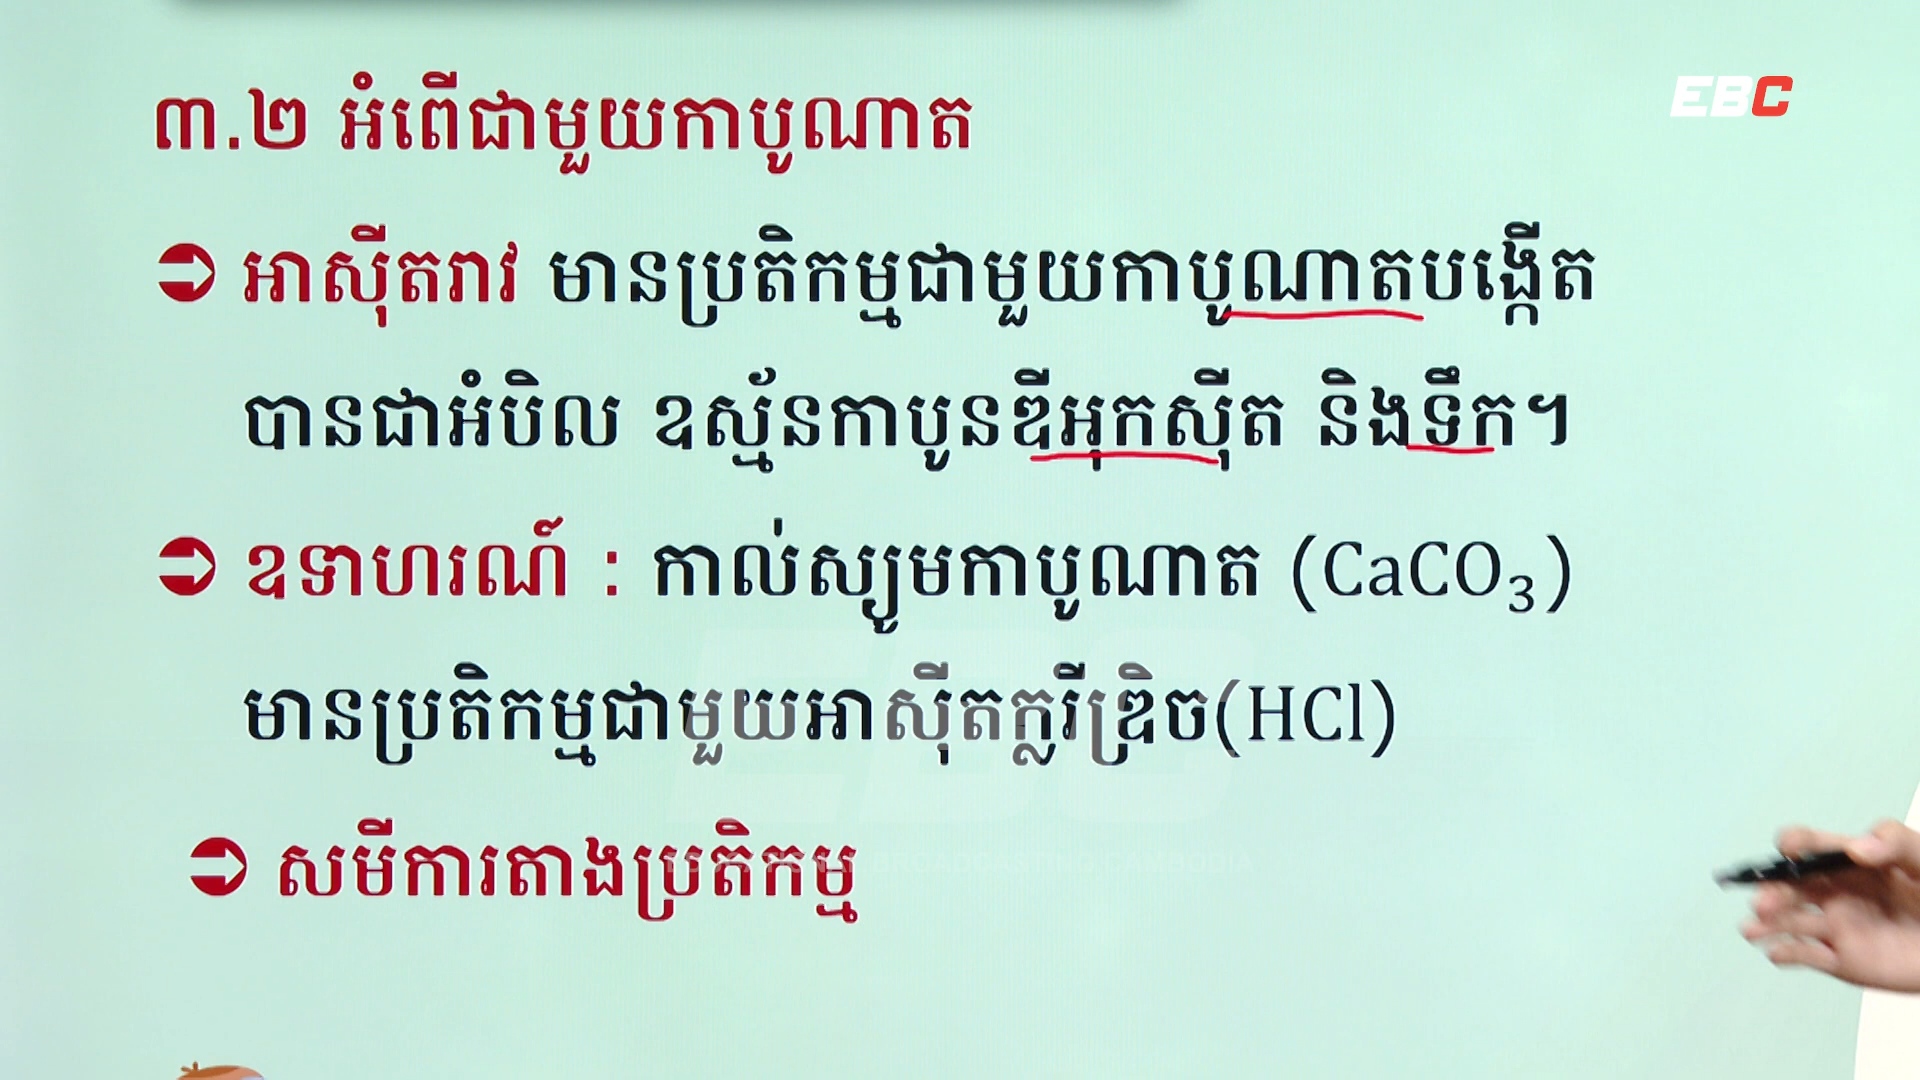 EBC
៣.២ អំពើជាមួយកាបូណាត
អាស៊ីតរាវ មានប្រតិកម្មជាមួយកាបូណាតបង្កើត
បានជាអំបិល ឧស្ម័នកាបូនឌីអុកស៊ីត និងទឹក។
ឧទាហរណ៍ : កាល់ស្យូមកាបូណាត (CaCO₃)
មានប្រតិកម្មជាមួយអាស៊ីតក្លរីឌ្រិច(HCl)
សមីការតាងប្រតិកម្ម